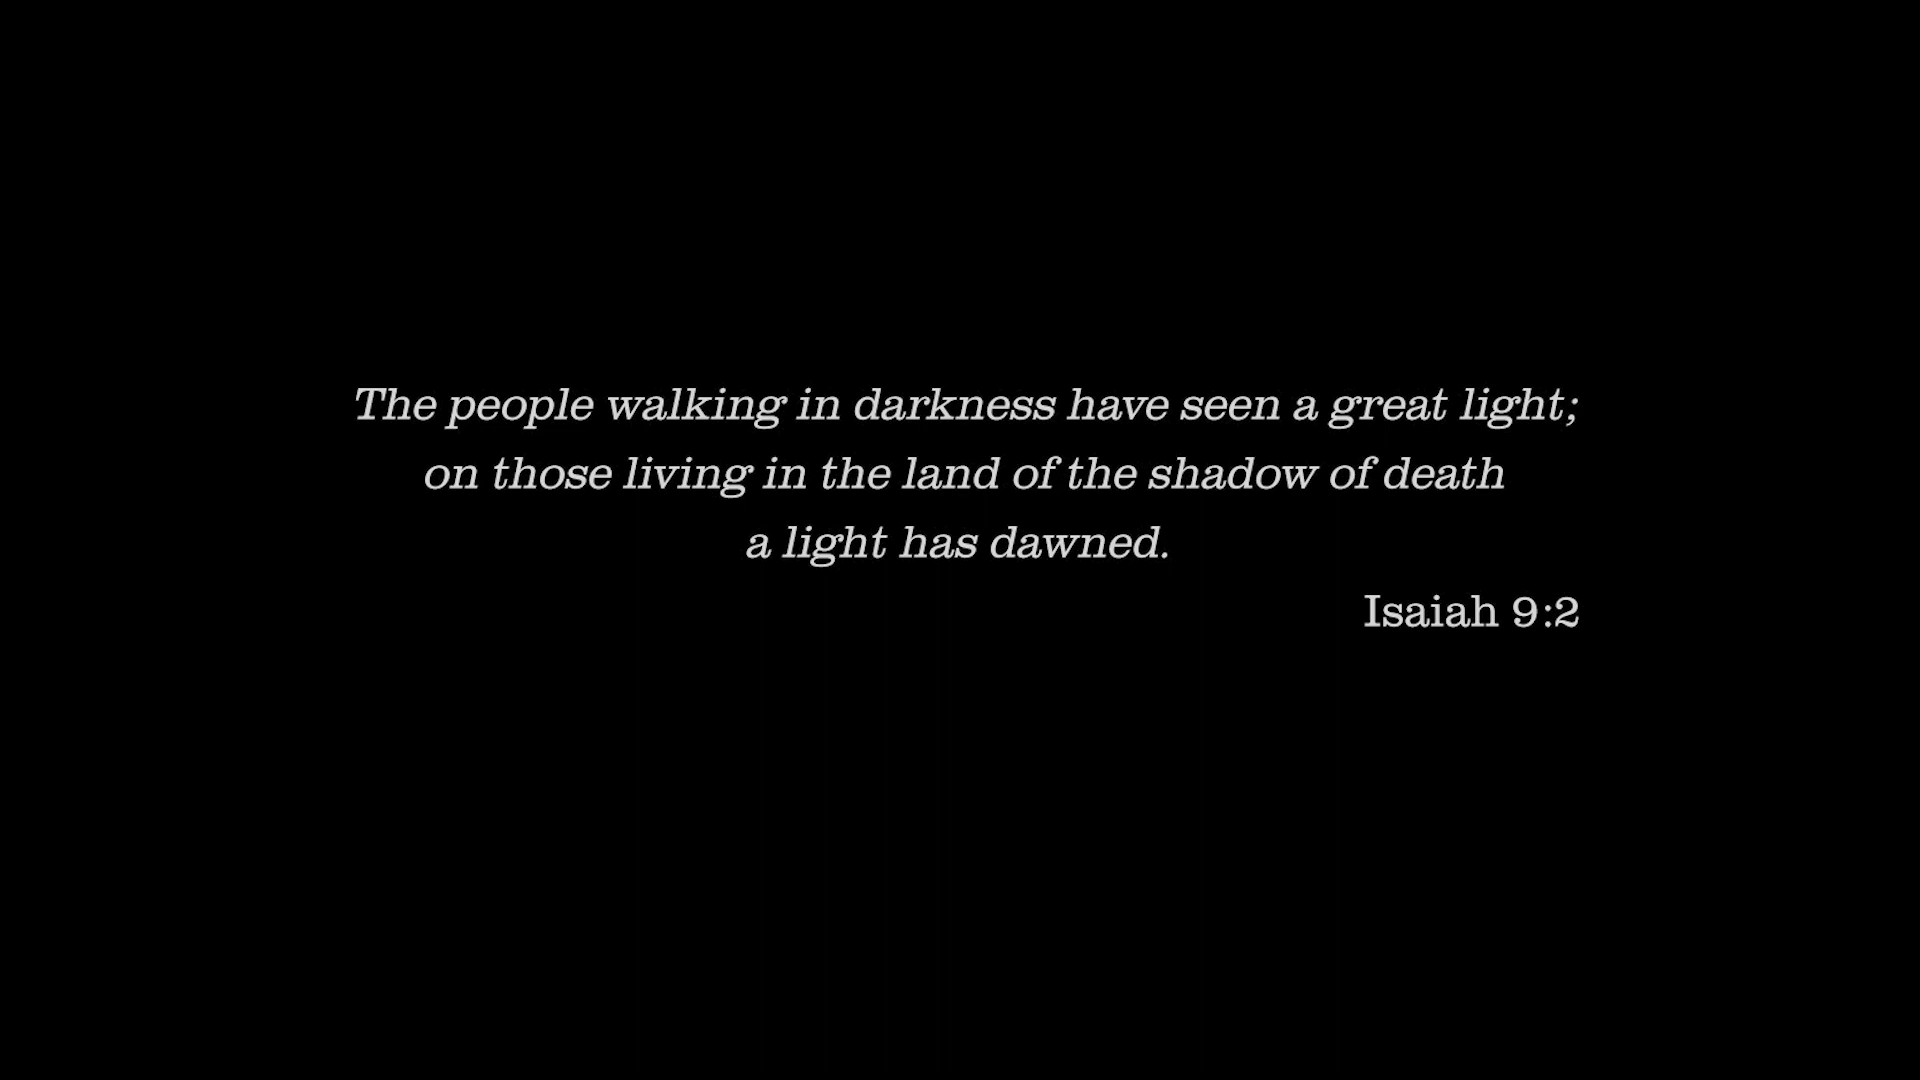 The people walking in darkness have seen a great light;
on those living in the land of the shadow of death
a light has dawned.
Isaiah 9:2